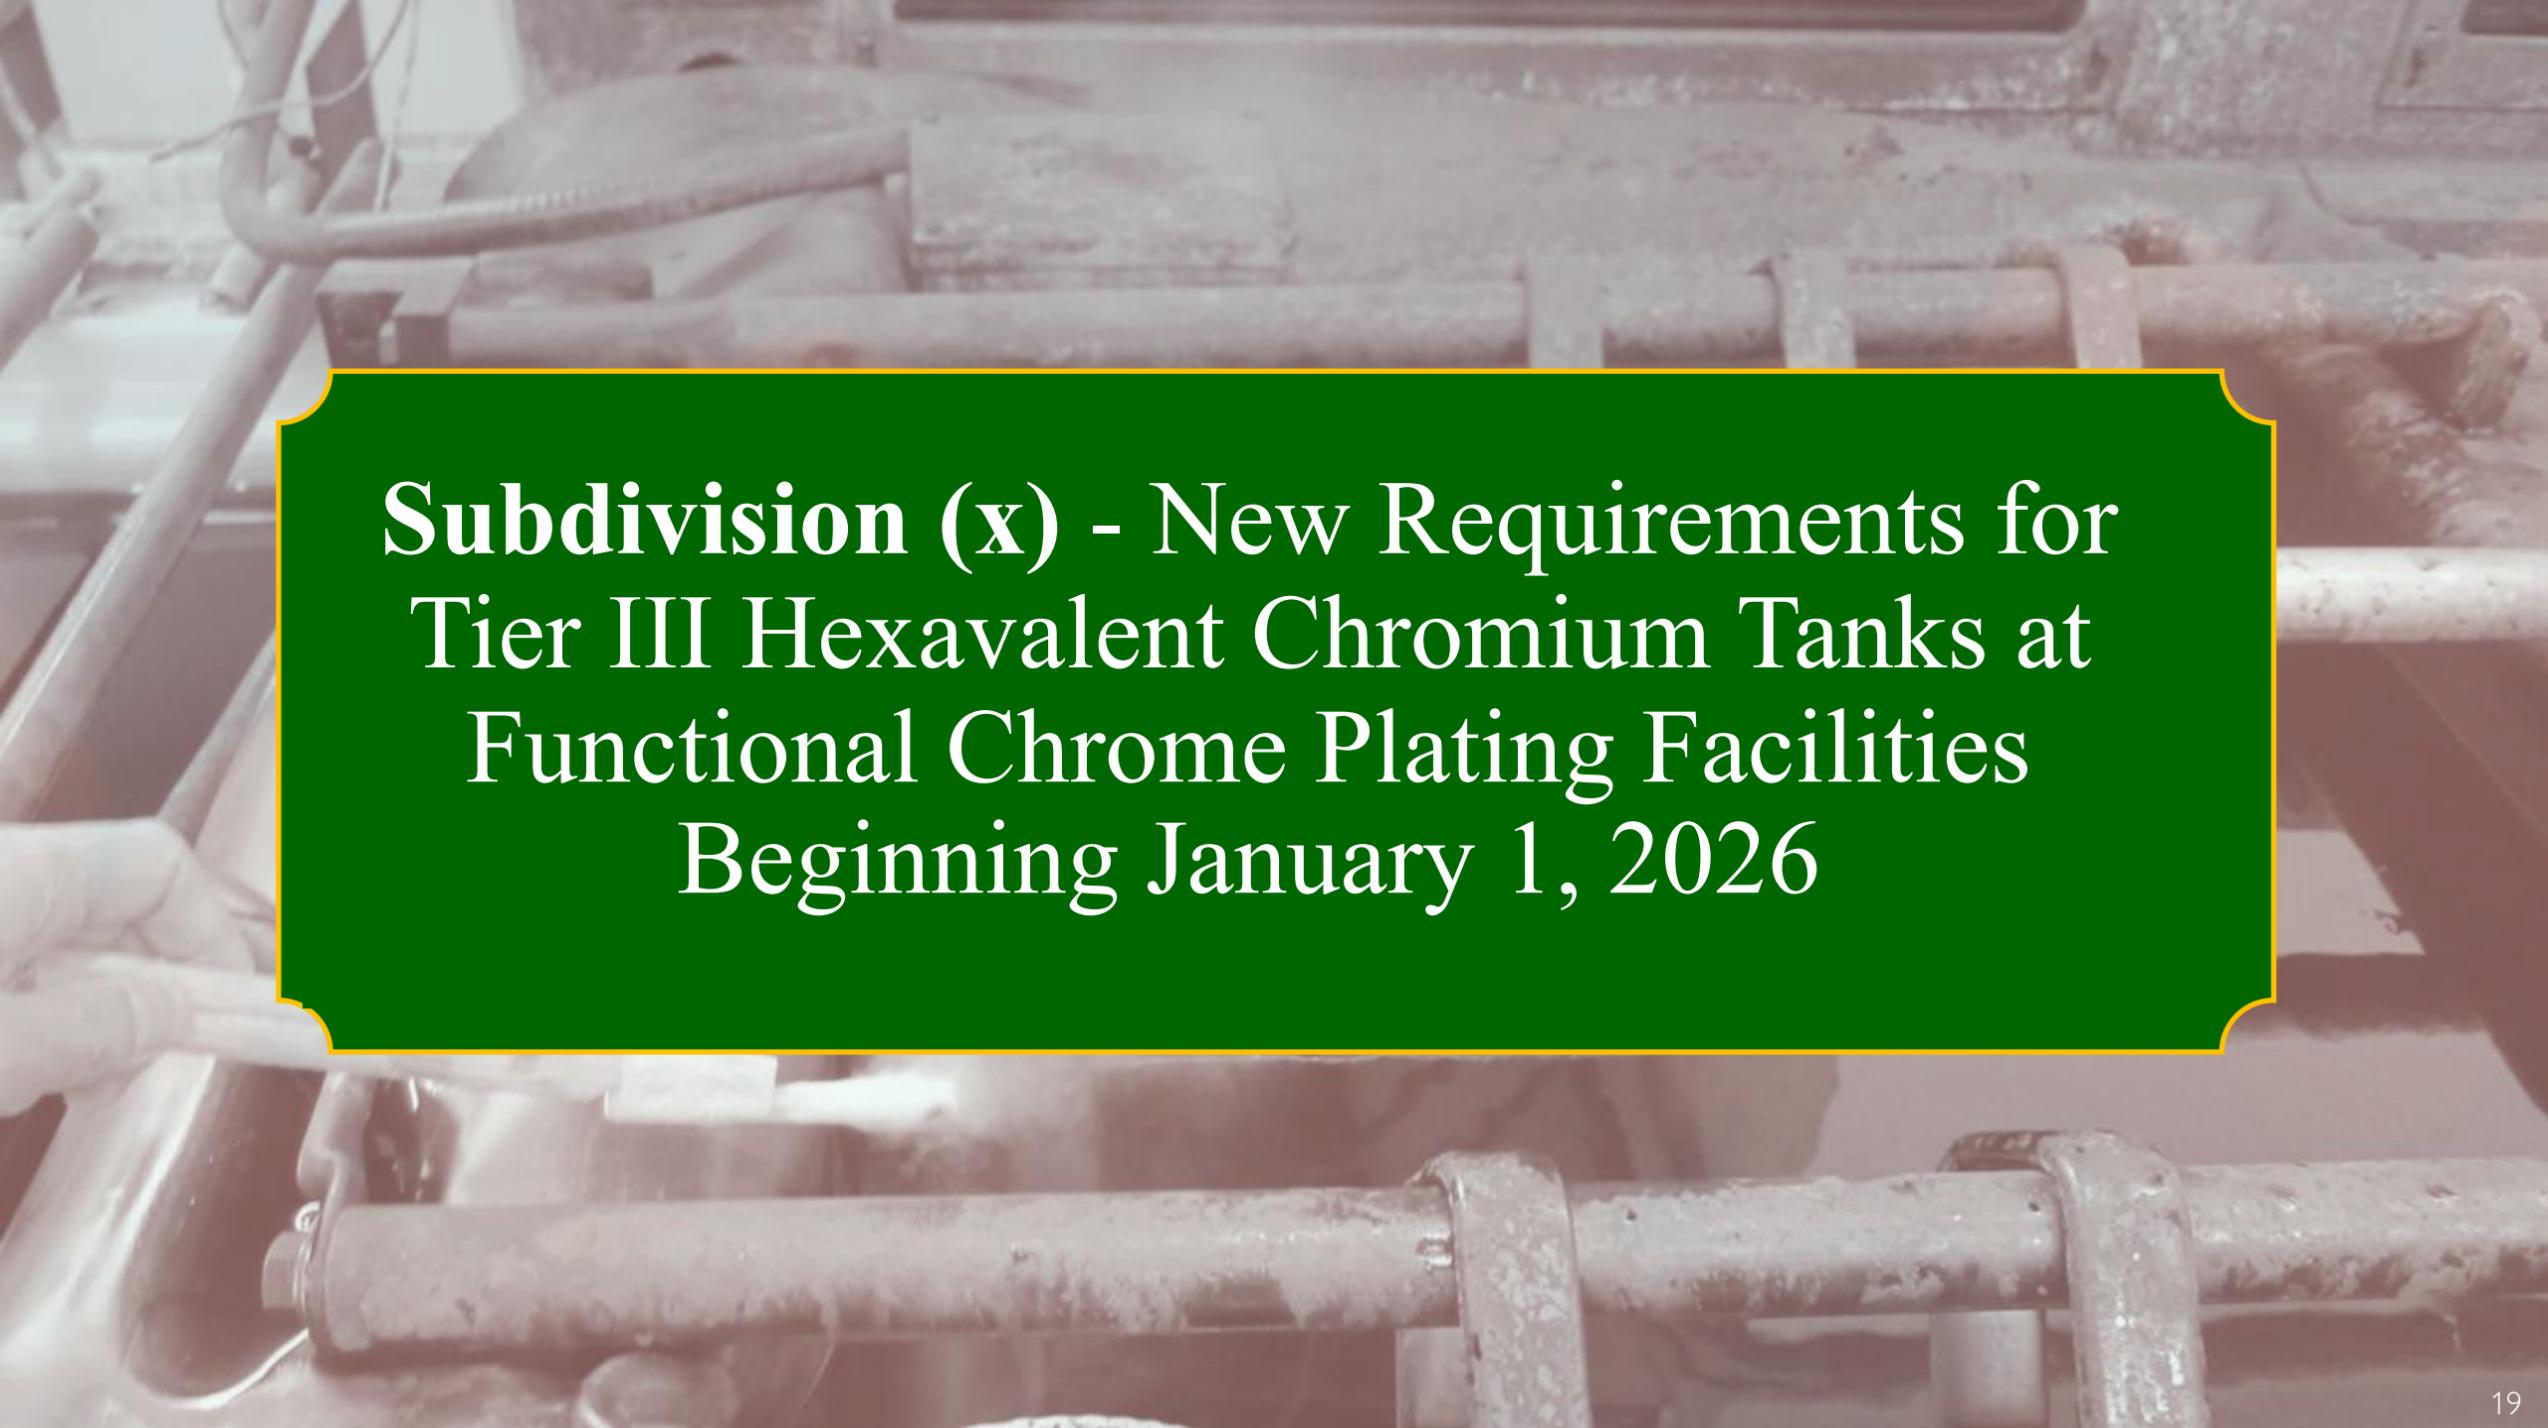 Subdivision (x) - New Requirements for
Tier III Hexavalent Chromium Tanks at
Functional Chrome Plating Facilities
Beginning January 1, 2026
19